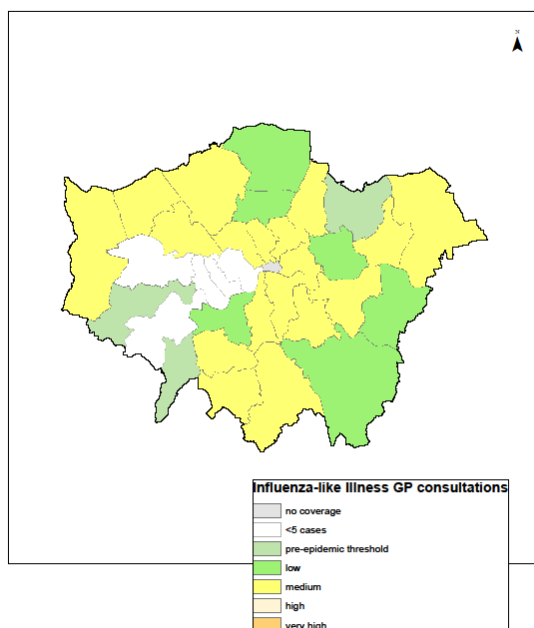 N
Influenza-like Illness GP consultations
no coverage
<5 cases
pre-epidemic threshold
low
medium
high
very high